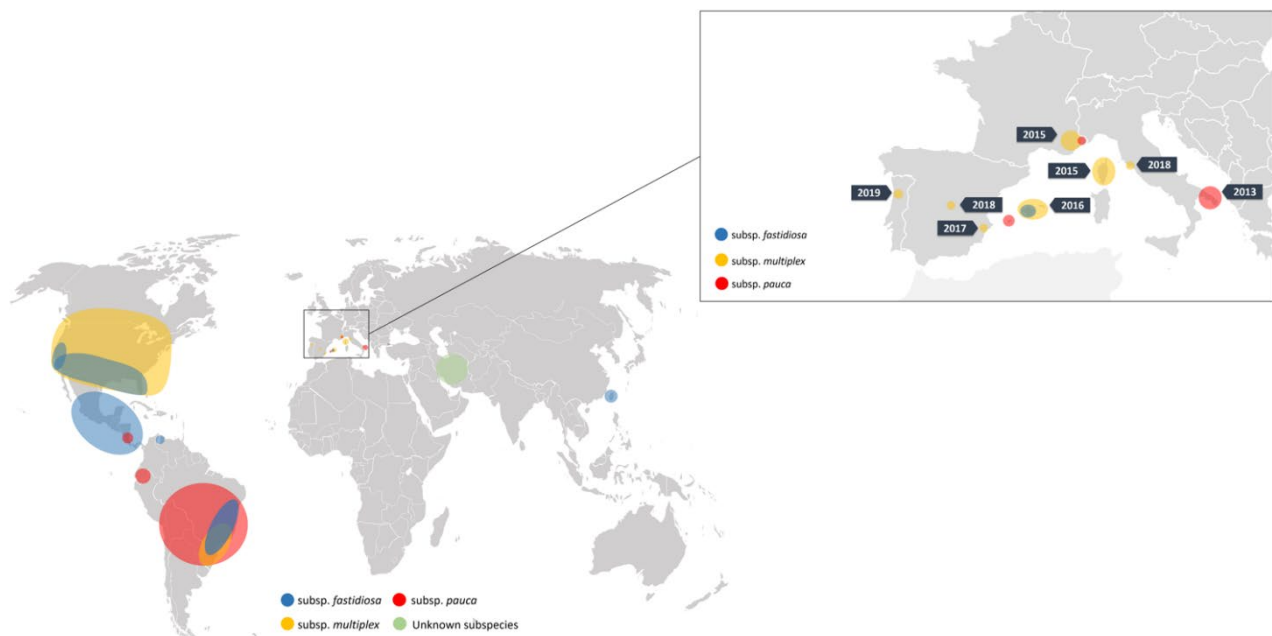 2015
2018
2015
2013
2019
2018
2016
2017
subsp. fastidiosa
subsp. multiplex
subsp. pauca
subsp. fastidiosa
subsp. pauca
subsp. multiplex
Unknown subspecies